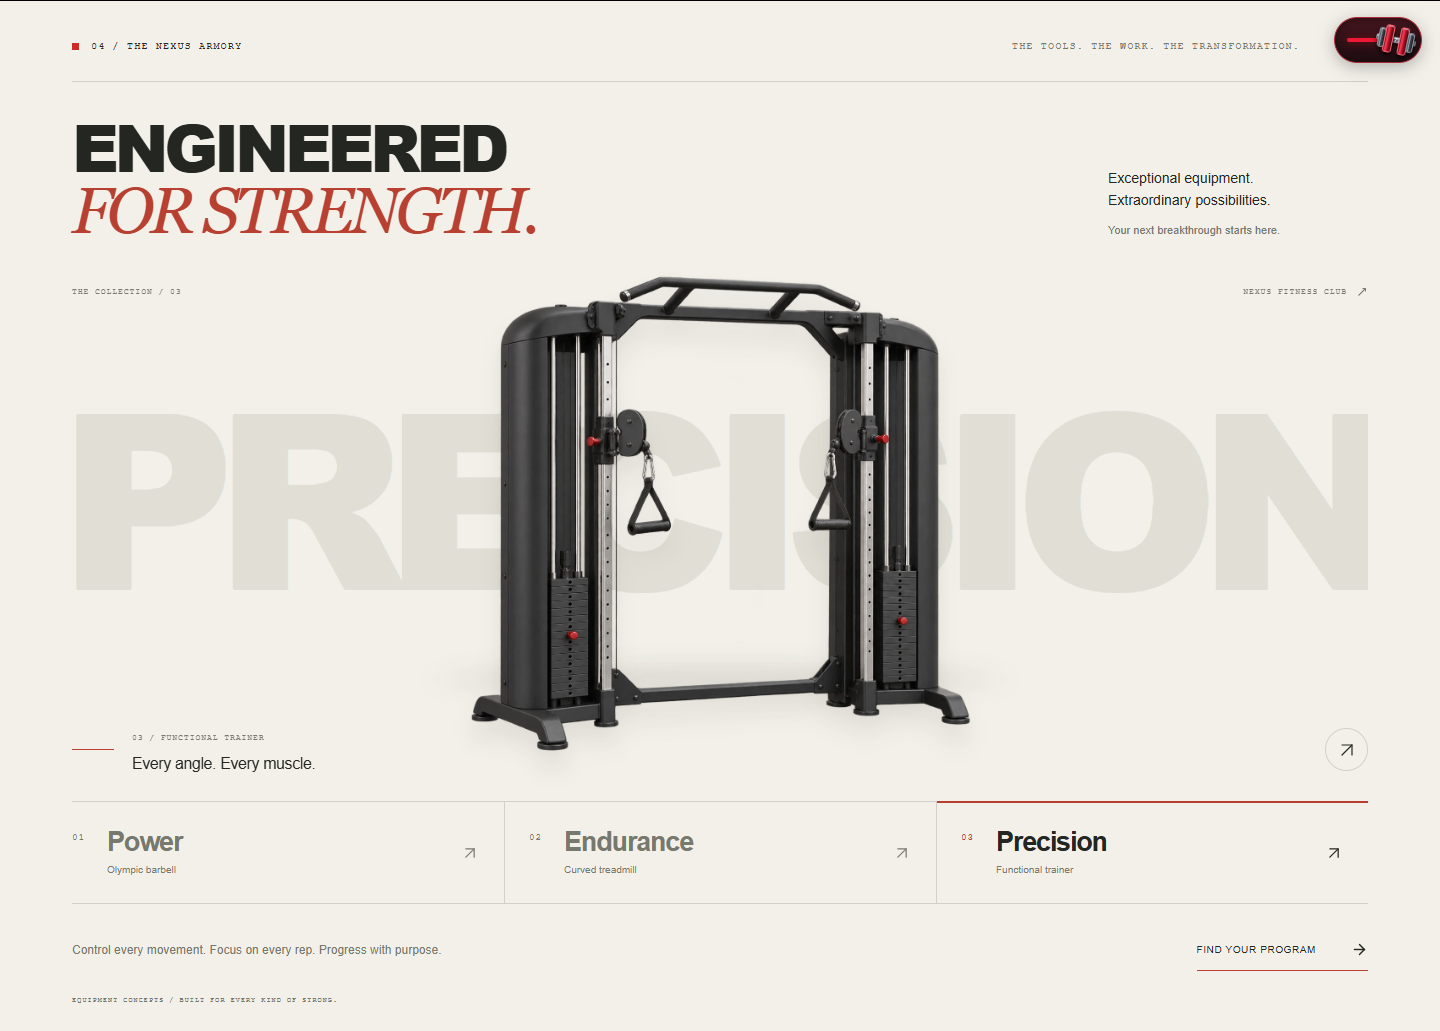 04 / THE NEXUS ARMORY
THE TOOLS. THE WORK. THE TRANSFORMATION.
ENGINEERED
FOR STRENGTH.
Exceptional equipment.
Extraordinary possibilities.
Your next breakthrough starts here.
THE COLLECTION / 03
NEXUS FITNESS CLUB ↗
PRECISION
03 / FUNCTIONAL TRAINER
Every angle. Every muscle.
01 Power
Olympic barbell
02 Endurance
Curved treadmill
03 Precision
Functional trainer
Control every movement. Focus on every rep. Progress with purpose.
FIND YOUR PROGRAM →
EQUIPMENT CONCEPTS / BUILT FOR EVERY KIND OF STRONG.